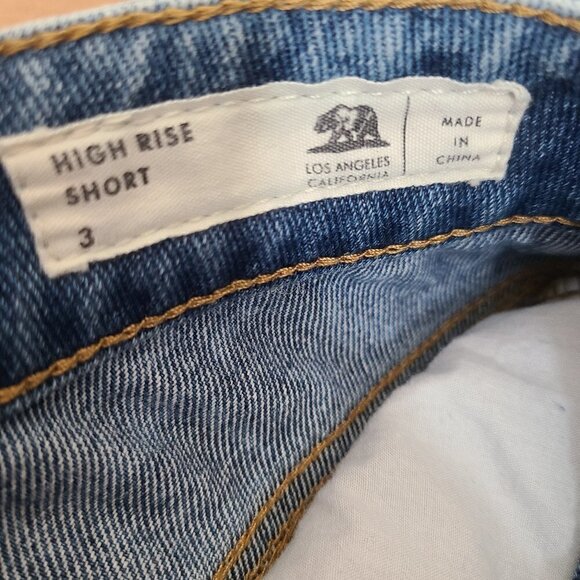 HIGH RISE
SHORT
3
LOS ANGELES
CALIFORNIA
MADE
IN
CHINA